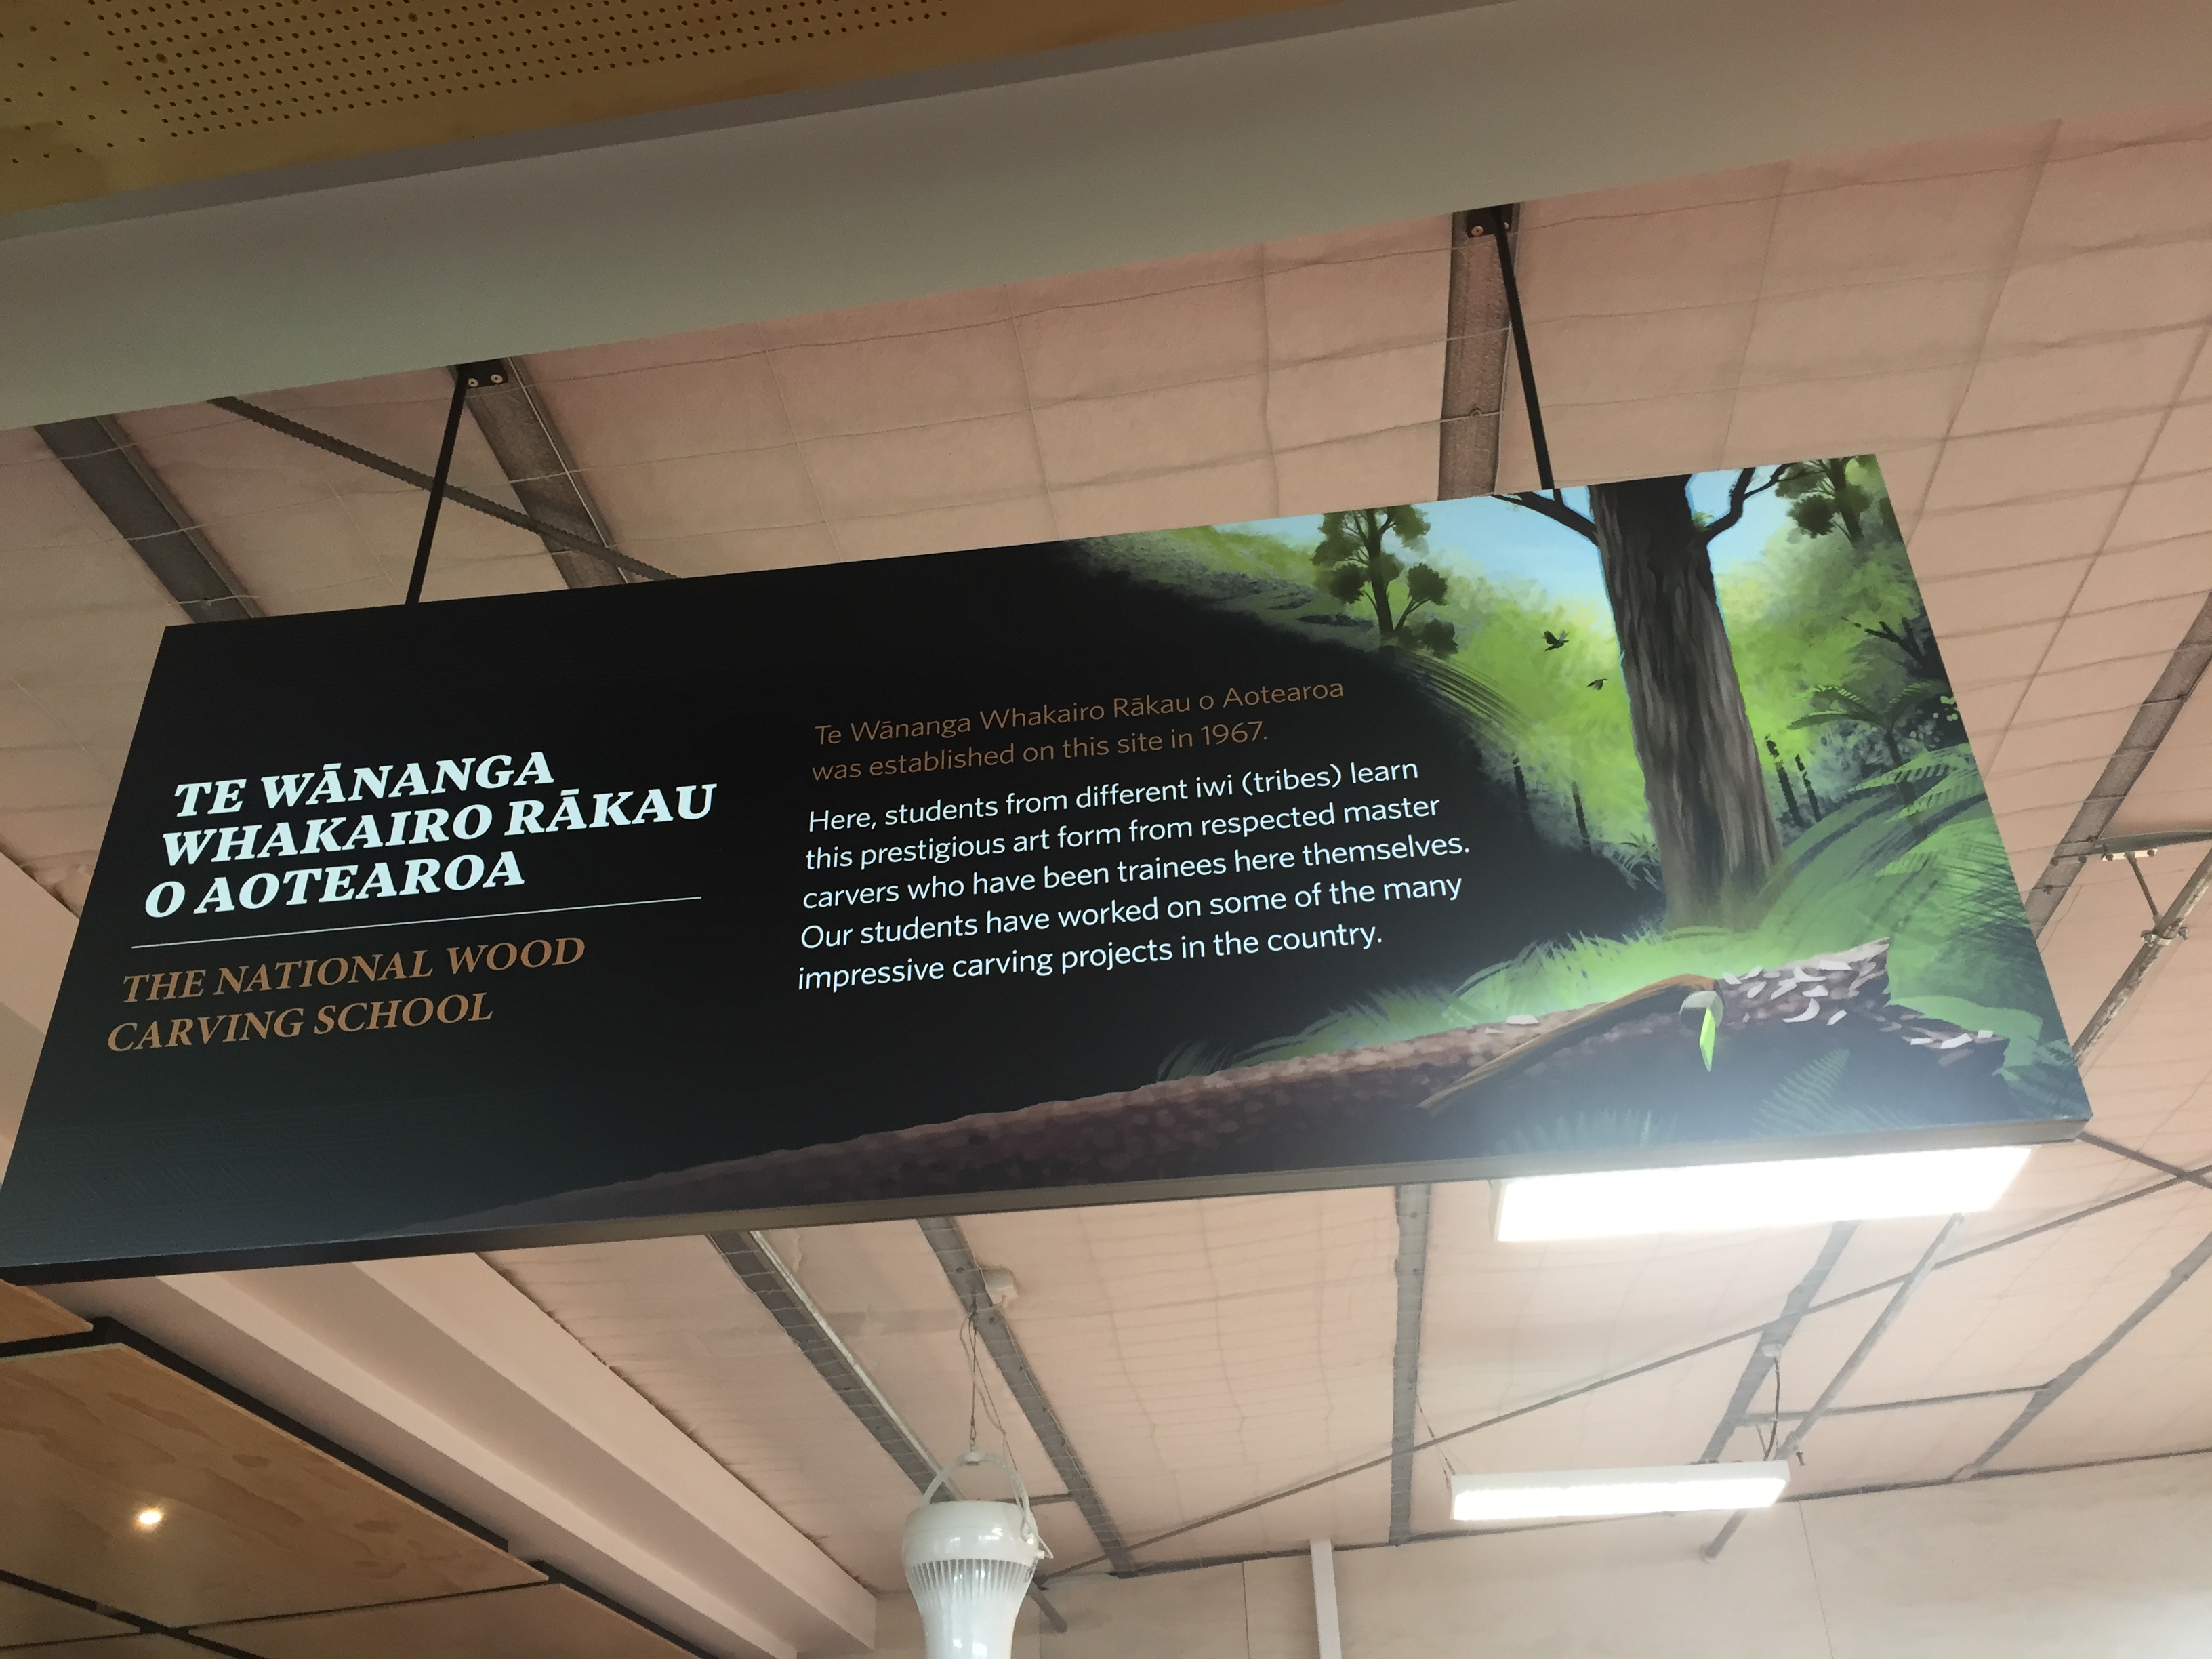 TE WĀNANGA
WHAKAIRO RĀKAU
O AOTEAROA
THE NATIONAL WOOD
CARVING SCHOOL
Te Wānanga Whakairo Rākau o Aotearoa
was established on this site in 1967.
Here, students from different iwi (tribes) learn
this prestigious art form from respected master
carvers who have been trainees here themselves.
Our students have worked on some of the many
impressive carving projects in the country.